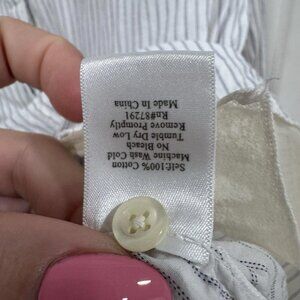 Self:100% Cotton
Machine Wash Cold
No Bleach
Tumble Dry Low
Remove Promptly
Rn#87291
Made In China